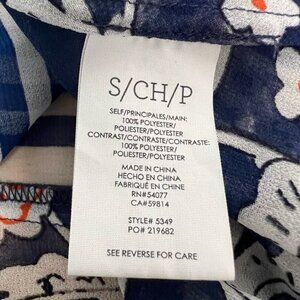 S/CH/P
SELF/PRINCIPALES/MAIN:
100% POLYESTER/
POLIESTER/POLYESTER
CONTRAST/CONTRASTE/CONTRASTE:
100% POLYESTER/
POLIESTER/POLYESTER
MADE IN CHINA
HECHO EN CHINA
FABRIQUÉ EN CHINE
RN#54077
CA#59814
STYLE# 5349
PO# 219682
SEE REVERSE FOR CARE